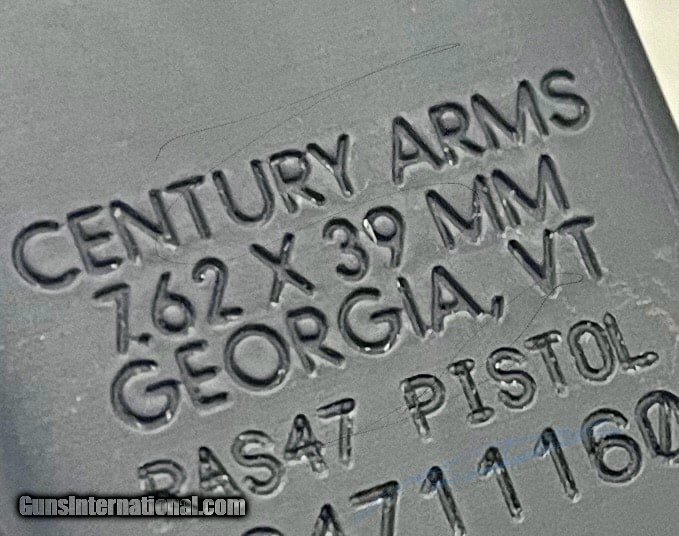 CENTURY ARMS
7.62 X 39 MM
GEORGIA, VT
RAS47 PISTOL
GunsInternational.com